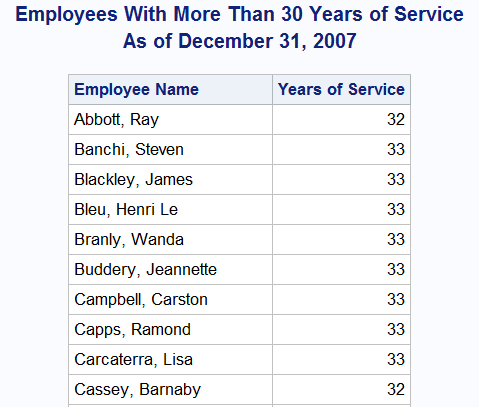 Employees With More Than 30 Years of Service
As of December 31, 2007
Employee Name Years of Service
Abbott, Ray 32
Banchi, Steven 33
Blackley, James 33
Bleu, Henri Le 33
Branly, Wanda 33
Buddery, Jeannette 33
Campbell, Carston 33
Capps, Ramond 33
Carcaterra, Lisa 33
Cassey, Barnaby 32